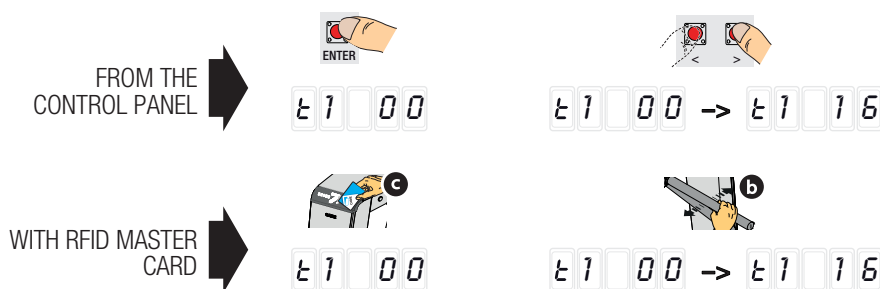 ENTER
< >
FROM THE
CONTROL PANEL
t1 00
t1 00 -> t1 16
c
b
WITH RFID MASTER
CARD
t1 00
t1 00 -> t1 16